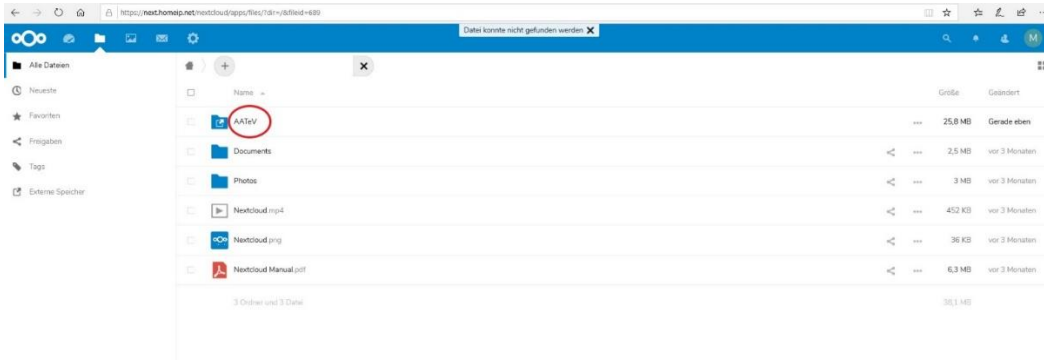 https://next.homeip.net/nextcloud/apps/files/?dir=/&fileid=689
Datei konnte nicht gefunden werden X
M
Alle Dateien
Neueste
Favoriten
Freigaben
Tags
Externe Speicher
Name Größe Geändert
AATeV 25,8 MB Gerade eben
Documents 2,5 MB vor 3 Monaten
Photos 3 MB vor 3 Monaten
Nextcloud.mp4 452 KB vor 3 Monaten
Nextcloud.png 36 KB vor 3 Monaten
Nextcloud Manual.pdf 6,3 MB vor 3 Monaten
3 Ordner und 3 Datei 38,1 MB